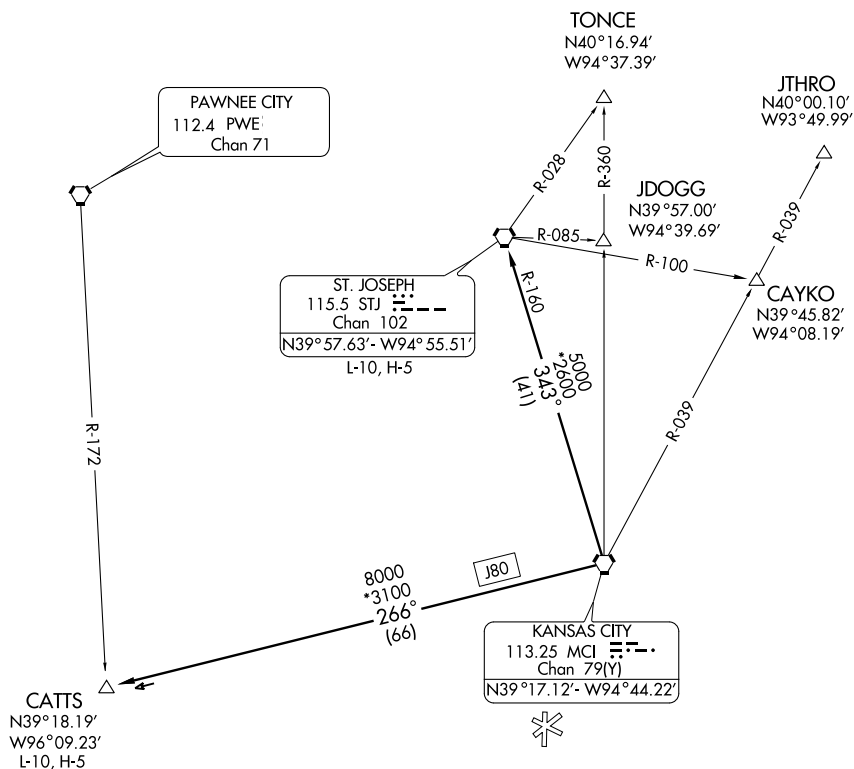 TONCE
N40°16.94′
W94°37.39′
JTHRO
N40°00.10′
W93°49.99′
PAWNEE CITY
112.4 PWE
Chan 71
R-028
R-360
JDOGG
N39°57.00′
W94°39.69′
R-039
R-085
R-100
CAYKO
N39°45.82′
W94°08.19′
ST. JOSEPH
115.5 STJ
Chan 102
N39°57.63′- W94°55.51′
L-10, H-5
R-160
5000
*2600
343°
(41)
R-039
R-172
J80
8000
*3100
266°
(66)
KANSAS CITY
113.25 MCI
Chan 79(Y)
N39°17.12′- W94°44.22′
CATTS
N39°18.19′
W96°09.23′
L-10, H-5